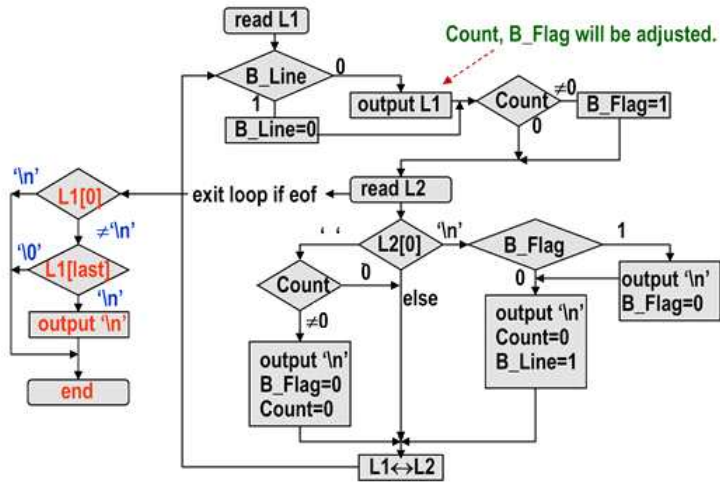 read L1
Count, B_Flag will be adjusted.
B_Line
0
1
output L1
Count
≠0
B_Flag=1
B_Line=0
0
read L2
exit loop if eof
'\n'
L1[0]
≠'\n'
'\0'
L1[last]
'\n'
output '\n'
end
' '
L2[0]
'\n'
B_Flag
1
0
Count
0
else
≠0
output '\n'
B_Flag=0
output '\n'
Count=0
B_Line=1
output '\n'
B_Flag=0
Count=0
L1↔L2